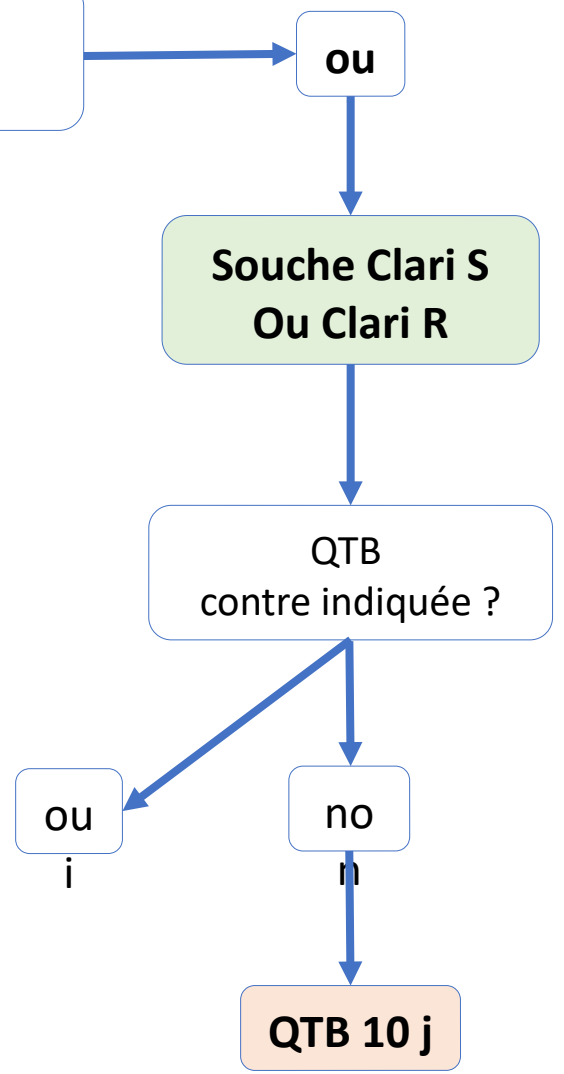 ou
Souche Clari S
Ou Clari R
QTB
contre indiquée ?
ou
i
no
n
QTB 10 j